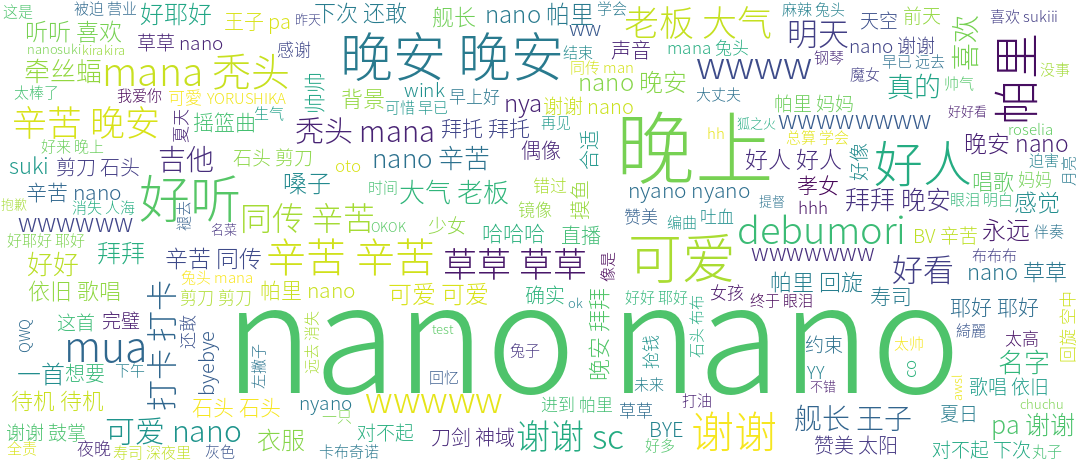 这是
被迫 营业
好耶好
王子 pa
昨天
下次 还敢
舰长
nano 帕里
学会
ww
老板 大气
明天
天空
前天
喜欢
喜欢 sukiii
麻辣 兔头
听听 喜欢
草草 nano
感谢
晚安 晚安
声音
mana 兔头
nano 谢谢
nanosuki
kirakira
结束
同传 man
wwww
钢琴
早已 远去
没事
帕里
牵丝蝠
mana 秃头
帅帅
wink
早上好
nano 晚安
大丈夫
魔女
真的
帅气
太棒了
我爱你
可愛 YORUSHIKA
背景
可惜 早已
nya
谢谢 nano
帕里 妈妈
好好看
辛苦 晚安
夏天
摇篮曲
生气
秃头 mana
拜托 拜托
再见
晚上
狐之火
wwwwwwww
roselia
hh
总算 学会
晚安 nano
好来 晚上
吉他
石头 剪刀
偶像
合适
好人 好人
好像
好人
迫害
月亮
suki
剪刀 石头
oto
nano 辛苦
嗓子
时间
大气 老板
错过
摸鱼
nyano nyano
孝女
唱歌
妈妈
辛苦 nano
好听
拜拜 晚安
眼泪 明白
感觉
抱歉
消失 人海
褪去
同传 辛苦
OKOK
少女
镜像
赞美
编曲
吐血
hhh
提督
wwwwww
名菜
哈哈哈
直播
debumori
BV 辛苦
永远
伴奏
好耶好 耶好
拜拜
辛苦 同传
辛苦 辛苦
草草 草草
像是
可爱
wwwwwww
布布布
好好
兔头 mana
帕里 回旋
好看
nano 草草
依旧 歌唱
打卡 打卡
剪刀 剪刀
帕里 nano
可爱 可爱
确实
ok
晚安 拜拜
好好 耶好
女孩
终于 眼泪
寿司
耶好 耶好
这首
完璧
还敢
nano nano
石头 布布
綺麗
回旋 空中
QWQ
mua
byebye
左撇子
远去 消失
test
兔子
抢钱
约束
太帅
太高
一首
想要
下午
回忆
未来
YY
不错
co
名字
待机 待机
石头 石头
nyano
wwwww
一只
进到 帕里
草草
打油
歌唱 依旧
awsl
chuchu
谢谢 鼓掌
可爱 nano
衣服
对不起
刀剑 神域
谢谢 sc
BYE
谢谢
舰长 王子
夏日
pa 谢谢
全责
夜晚
寿司 深夜里
灰色
卡布奇诺
好多
赞美 太阳
对不起 下次
丸子